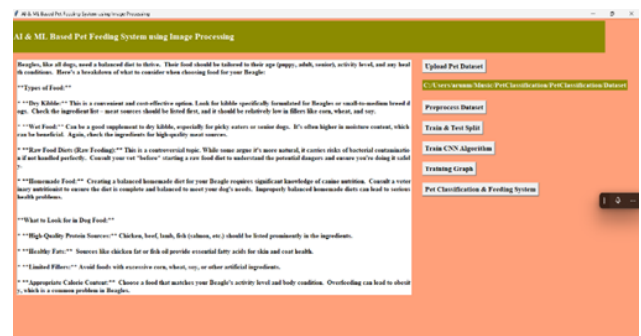 AI & ML Based Pet Feeding System using Image Processing
AI & ML Based Pet Feeding System using Image Processing
Beagles, like all dogs, need a balanced diet to thrive. Their food should be tailored to their age (puppy, adult, senior), activity level, and any heal
th conditions. Here's a breakdown of what to consider when choosing food for your Beagle:
**Types of Food:**
* **Dry Kibble:** This is a convenient and cost-effective option. Look for kibble specifically formulated for Beagles or small-to-medium breed d
ogs. Check the ingredient list - meat sources should be listed first, and it should be relatively low in fillers like corn, wheat, and soy.
* **Wet Food:** Can be a good supplement to dry kibble, especially for picky eaters or senior dogs. It's often higher in moisture content, which
can be beneficial. Again, check the ingredients for high-quality meat sources.
* **Raw Food Diets (Raw Feeding):** This is a controversial topic. While some argue it's more natural, it carries risks of bacterial contaminatio
n if not handled perfectly. Consult your vet *before* starting a raw food diet to understand the potential dangers and ensure you're doing it safel
y.
* **Homemade Food:** Creating a balanced homemade diet for your Beagle requires significant knowledge of canine nutrition. Consult a veter
inary nutritionist to ensure the diet is complete and balanced to meet your dog's needs. Improperly balanced homemade diets can lead to serious
health problems.
**What to Look for in Dog Food:**
* **High-Quality Protein Sources:** Chicken, beef, lamb, fish (salmon, etc.) should be listed prominently in the ingredients.
* **Healthy Fats:** Sources like chicken fat or fish oil provide essential fatty acids for skin and coat health.
* **Limited Fillers:** Avoid foods with excessive corn, wheat, soy, or other artificial ingredients.
* **Appropriate Calorie Content:** Choose a food that matches your Beagle's activity level and body condition. Overfeeding can lead to obesit
y, which is a common problem in Beagles.
Upload Pet Dataset
PetClassification/PetClassification/Dataset
Preprocess Dataset
Train & Test Split
Train CNN Algorithm
Training Graph
Pet Classification & Feeding System